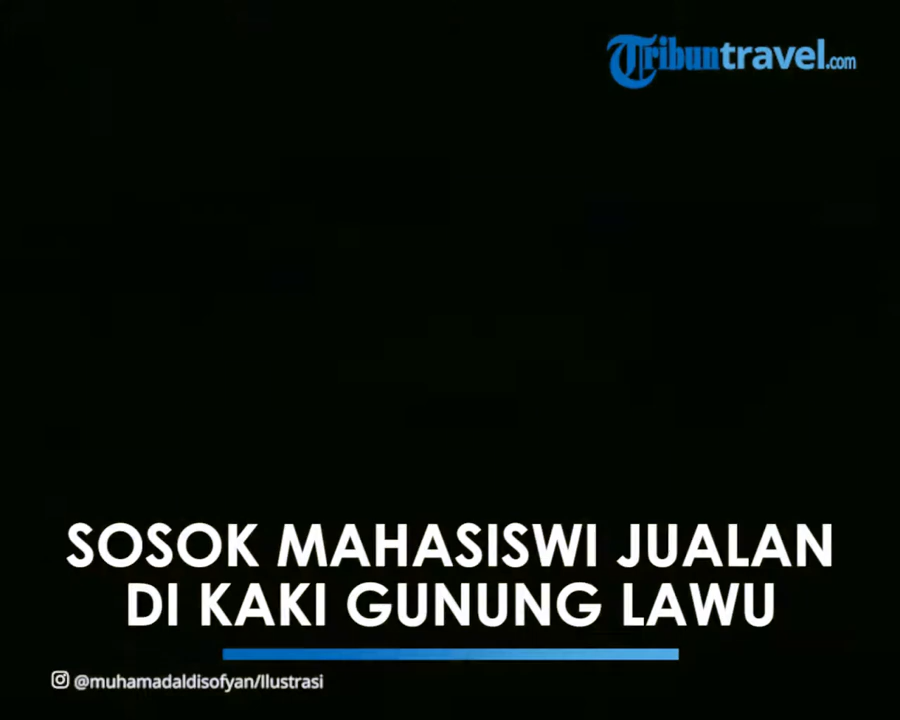 Tribuntravel.com
SOSOK MAHASISWI JUALAN
DI KAKI GUNUNG LAWU
@muhamadaldisofyan/Ilustrasi